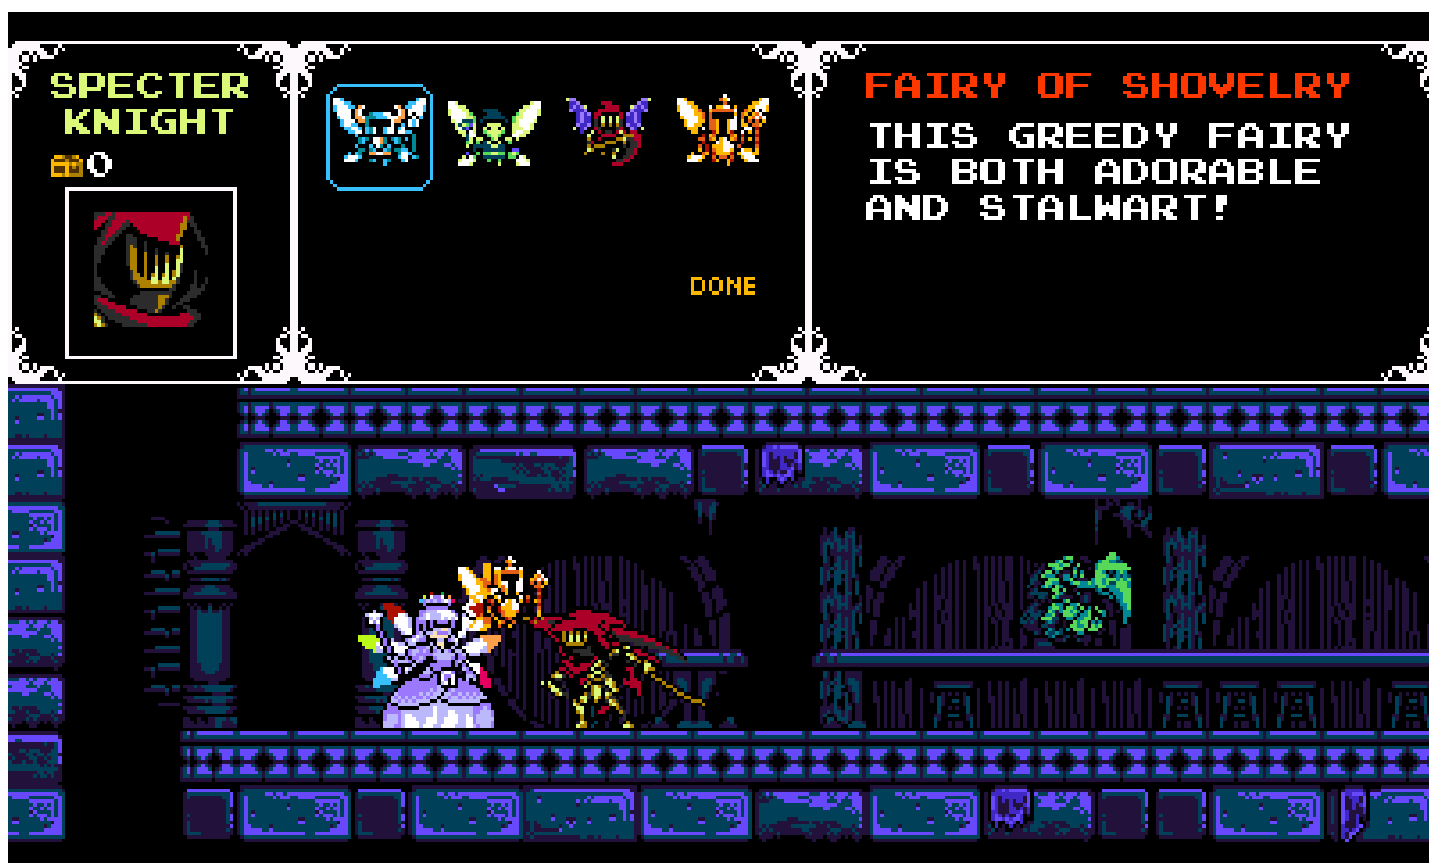 SPECTER
KNIGHT
0
DONE
FAIRY OF SHOVELRY
THIS GREEDY FAIRY
IS BOTH ADORABLE
AND STALWART!